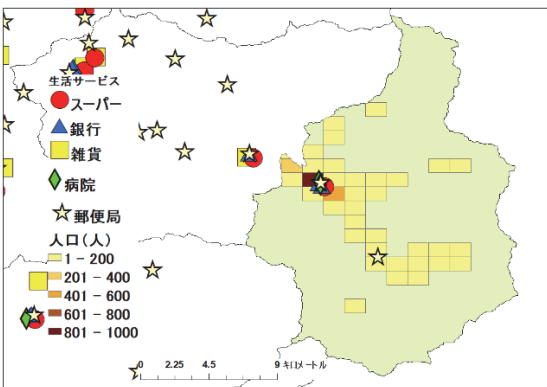 生活サービス
スーパー
銀行
雑貨
病院
郵便局
人口(人)
1 - 200
201 - 400
401 - 600
601 - 800
801 - 1000
0 2.25 4.5 9 キロメートル